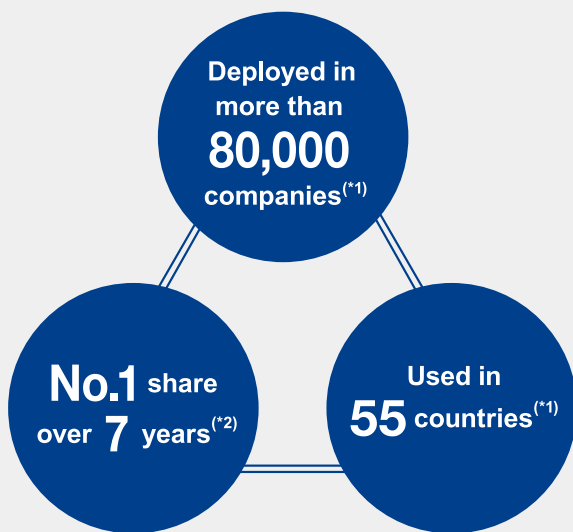 Deployed in
more than
80,000
companies(*1)
No.1 share
over 7 years(*2)
Used in
55 countries(*1)